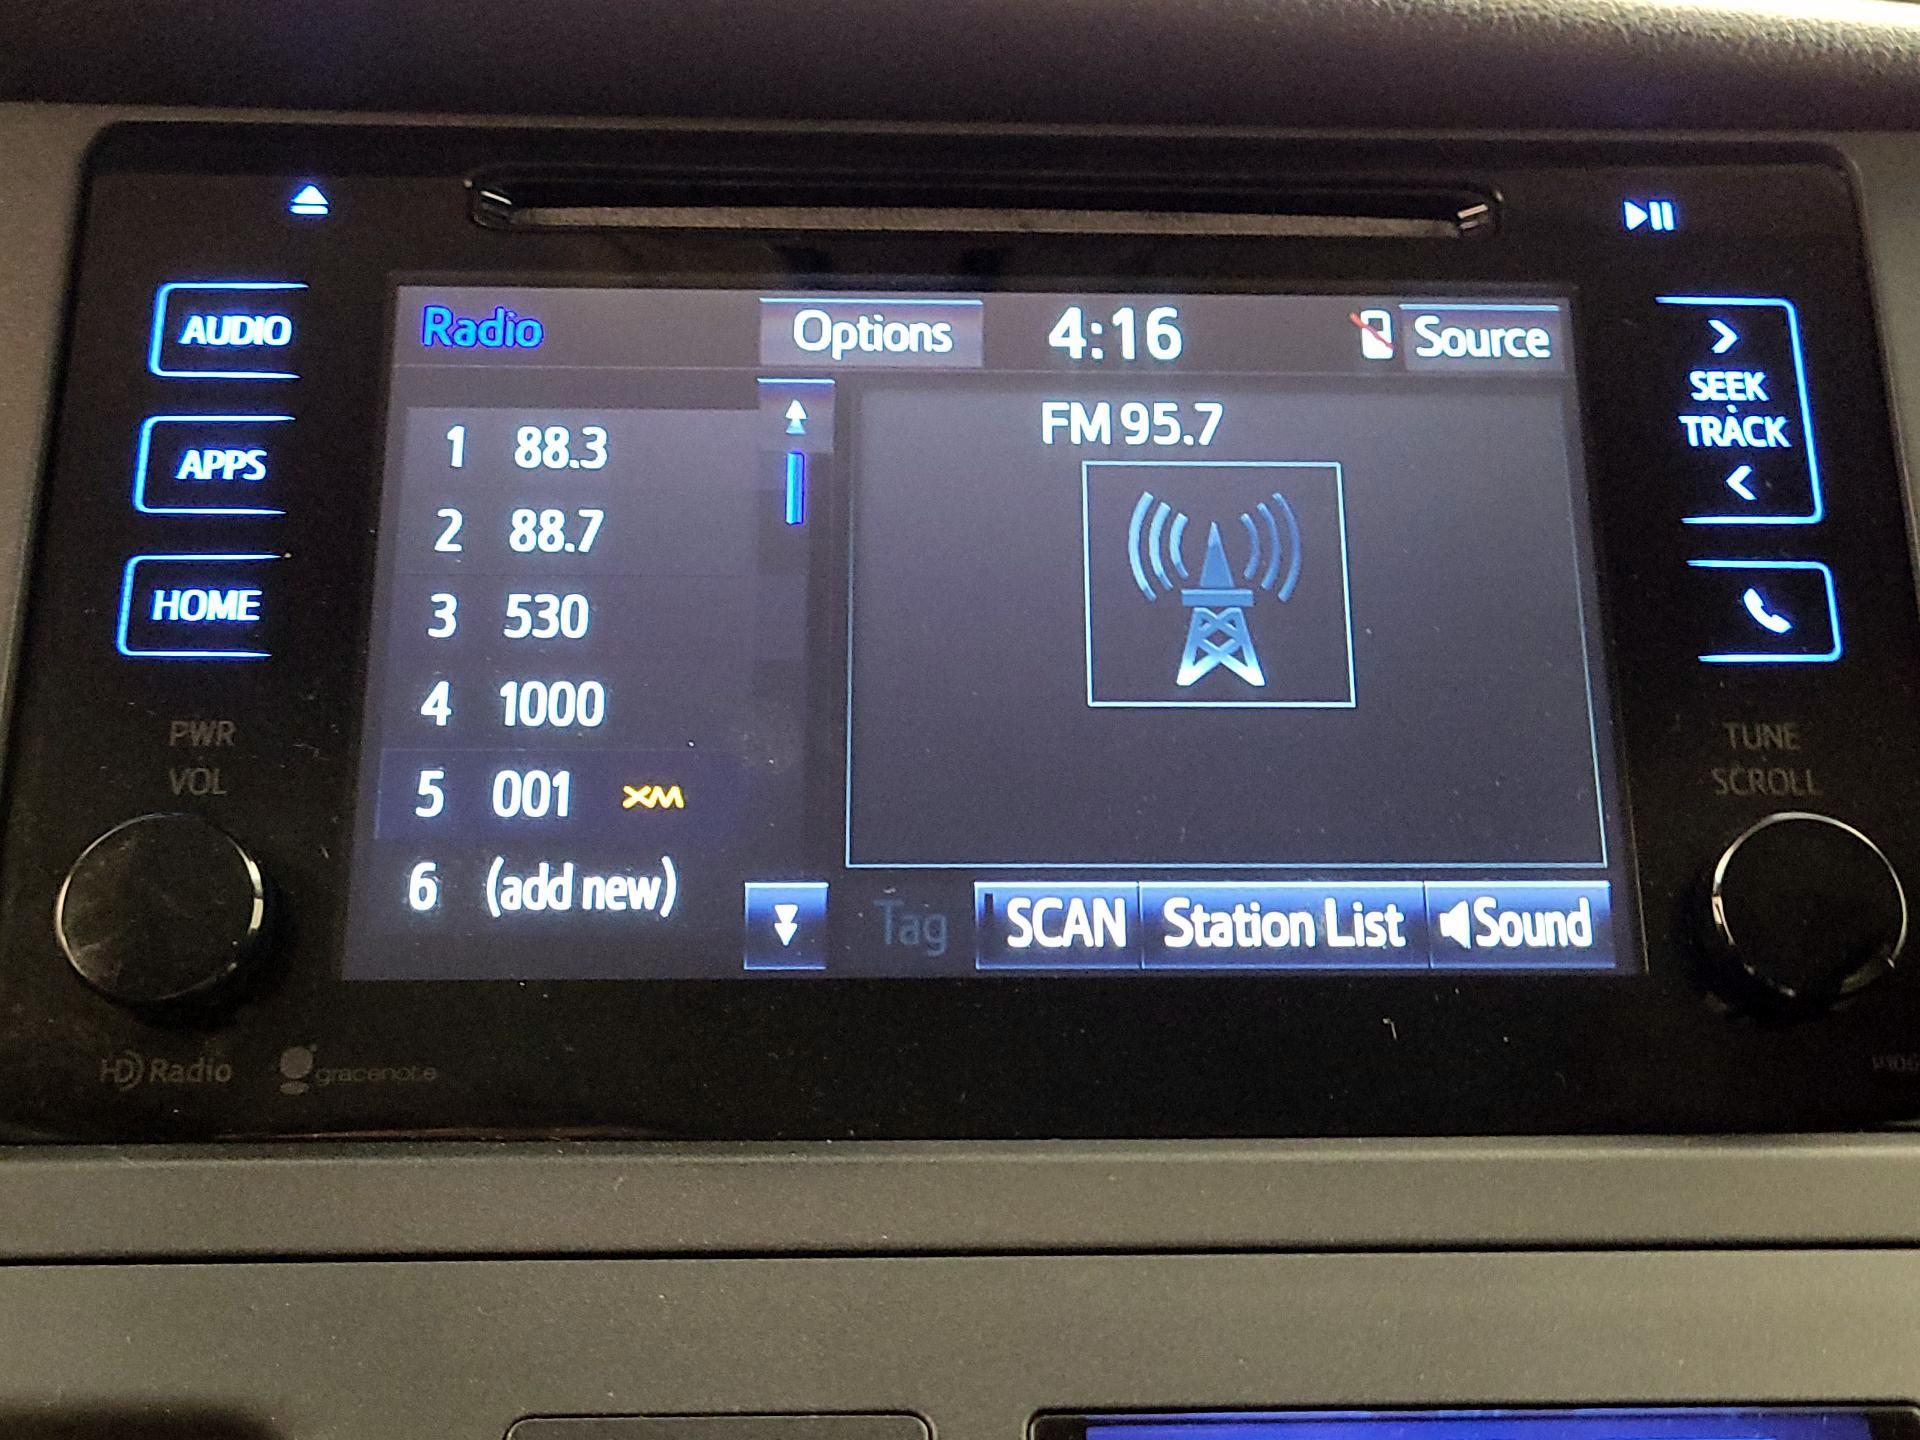 AUDIO
APPS
HOME
PWR
VOL
Radio
Options
4:16
Source
1 88.3
2 88.7
3 530
4 1000
5 001 XM
6 (add new)
FM 95.7
Tag
SCAN
Station List
Sound
SEEK
TRACK
TUNE
SCROLL
HD Radio
gracenote